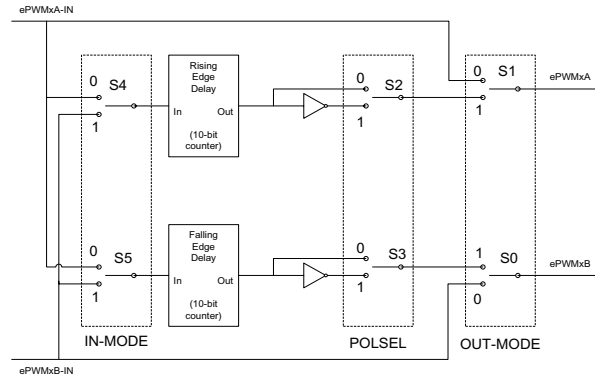 ePWMxA-IN
0
S4
1
Rising
Edge
Delay
In
Out
(10-bit
counter)
0
S2
1
0
S1
1
ePWMxA
0
S5
1
Falling
Edge
Delay
In
Out
(10-bit
counter)
0
S3
1
1
S0
0
ePWMxB
IN-MODE
POLSEL
OUT-MODE
ePWMxB-IN